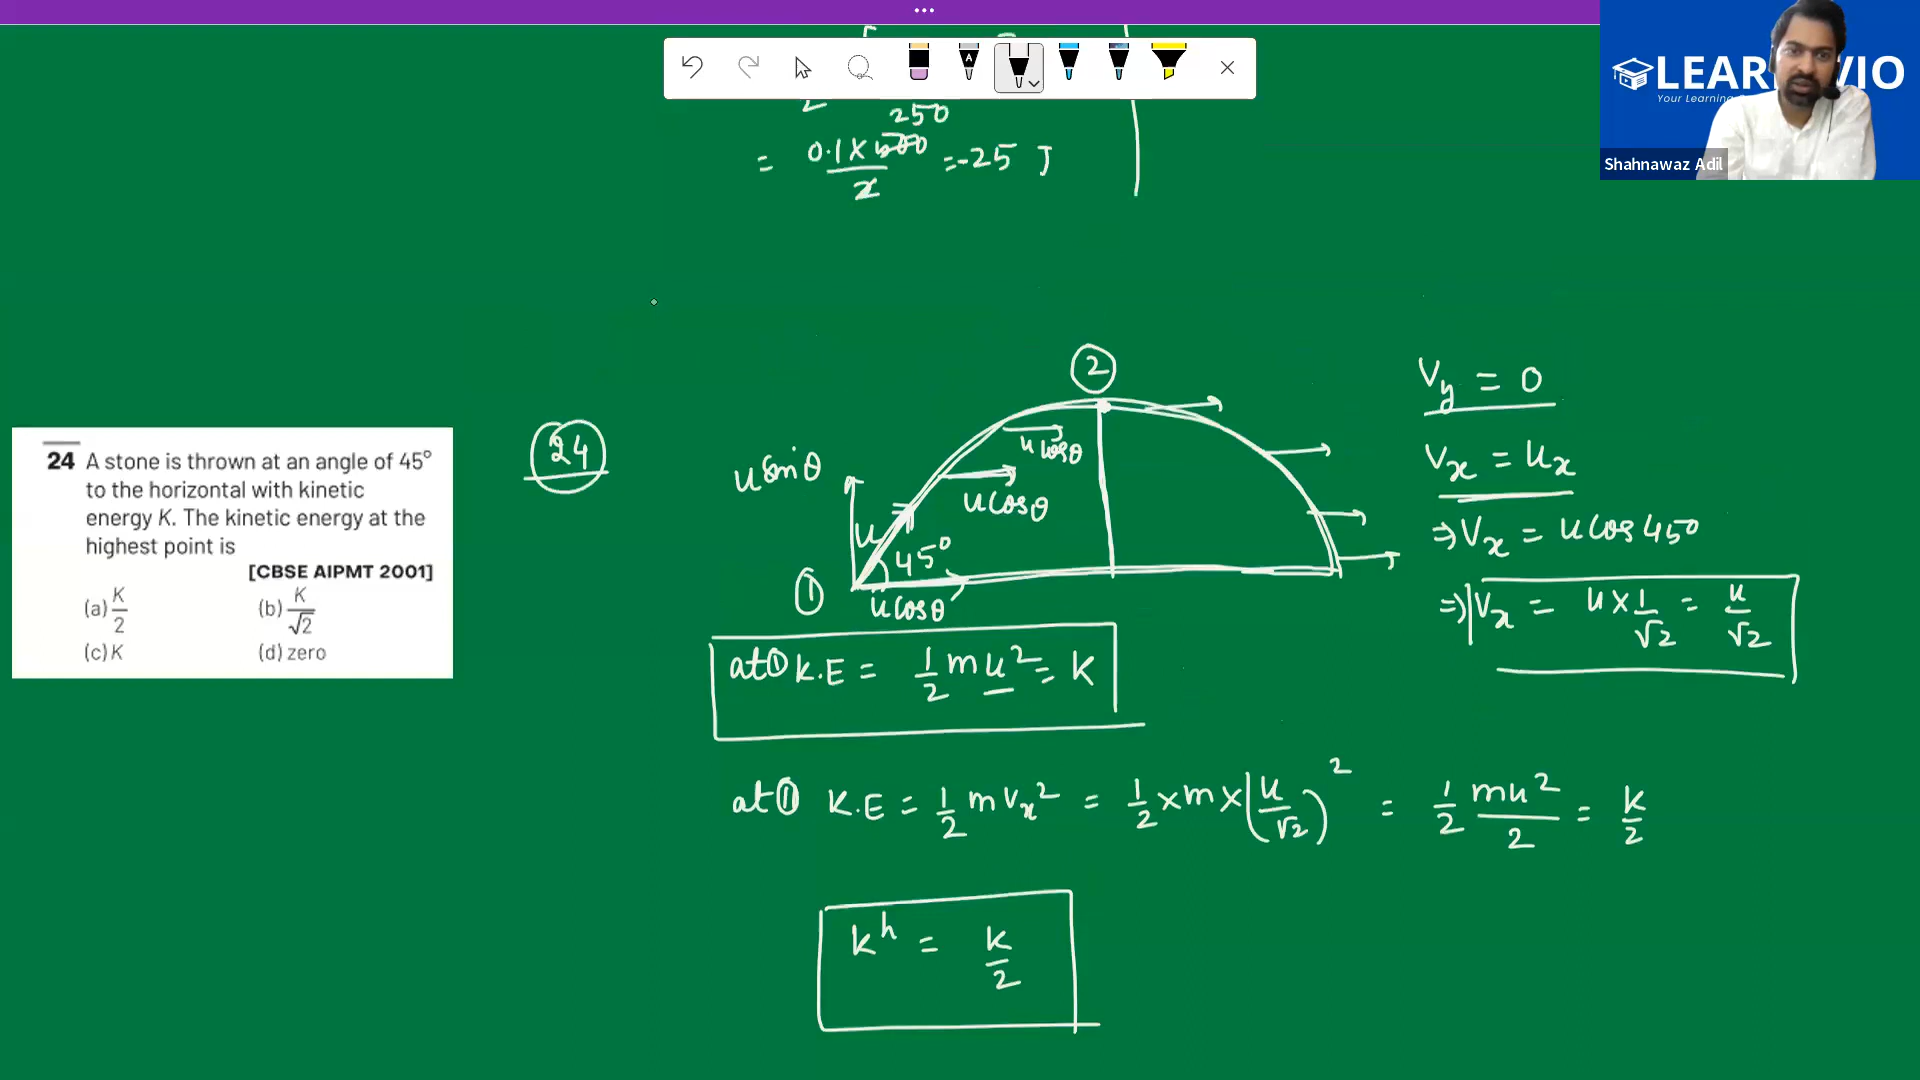 LEAR VIO
Your Learning
Shahnawaz Adil
250
= 0.1 X 500 / 2 = -25 J
24 A stone is thrown at an angle of 45°
to the horizontal with kinetic
energy K. The kinetic energy at the
highest point is
[CBSE AIPMT 2001]
(a) K/2 (b) K/√2
(c) K (d) zero
24
2
u sinθ
u cosθ
u cosθ
u
45°
1
u cosθ
Vy = 0
Vx = ux
⇒ Vx = u cos 45°
⇒ Vx = u × 1/√2 = u/√2
at ① K.E = 1/2 m u² = K
at ① K.E = 1/2 m Vx² = 1/2 × m × (u/√2)² = 1/2 mu²/2 = K/2
K^h = K/2